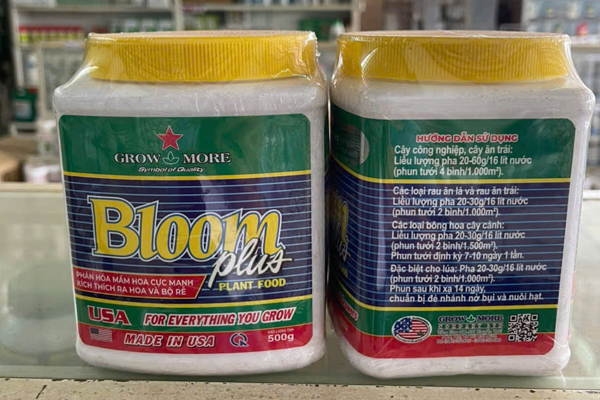 GROW MORE
Symbol of Quality
Bloom
plus
PLANT FOOD
PHÂN HÓA MẦM HOA CỰC MẠNH
KÍCH THÍCH RA HOA VÀ BỘ RỄ
USA FOR EVERYTHING YOU GROW
MADE IN USA
500g
HƯỚNG DẪN SỬ DỤNG
Cây công nghiệp, cây ăn trái:
Liều lượng pha 20-60g/16 lít nước
(phun tưới 4 bình/1.000m²).
Các loại rau ăn lá và rau ăn trái:
Liều lượng pha 20-30g/16 lít nước
(phun tưới 2 bình/1.000m²).
Các loại bông hoa cây cảnh:
Liều lượng pha 20-30g/16 lít nước
(phun tưới 2 bình/1.500m²).
Phun tưới định kỳ 7-10 ngày 1 lần.
Đặc biệt cho lúa: Pha 20-30g/16 lít nước
(phun tưới 2 bình/1.000m²).
Phun sau khi xạ 14 ngày,
chuẩn bị đẻ nhánh nở bụi và nuôi hạt.
Bloom
plus
GROW MORE